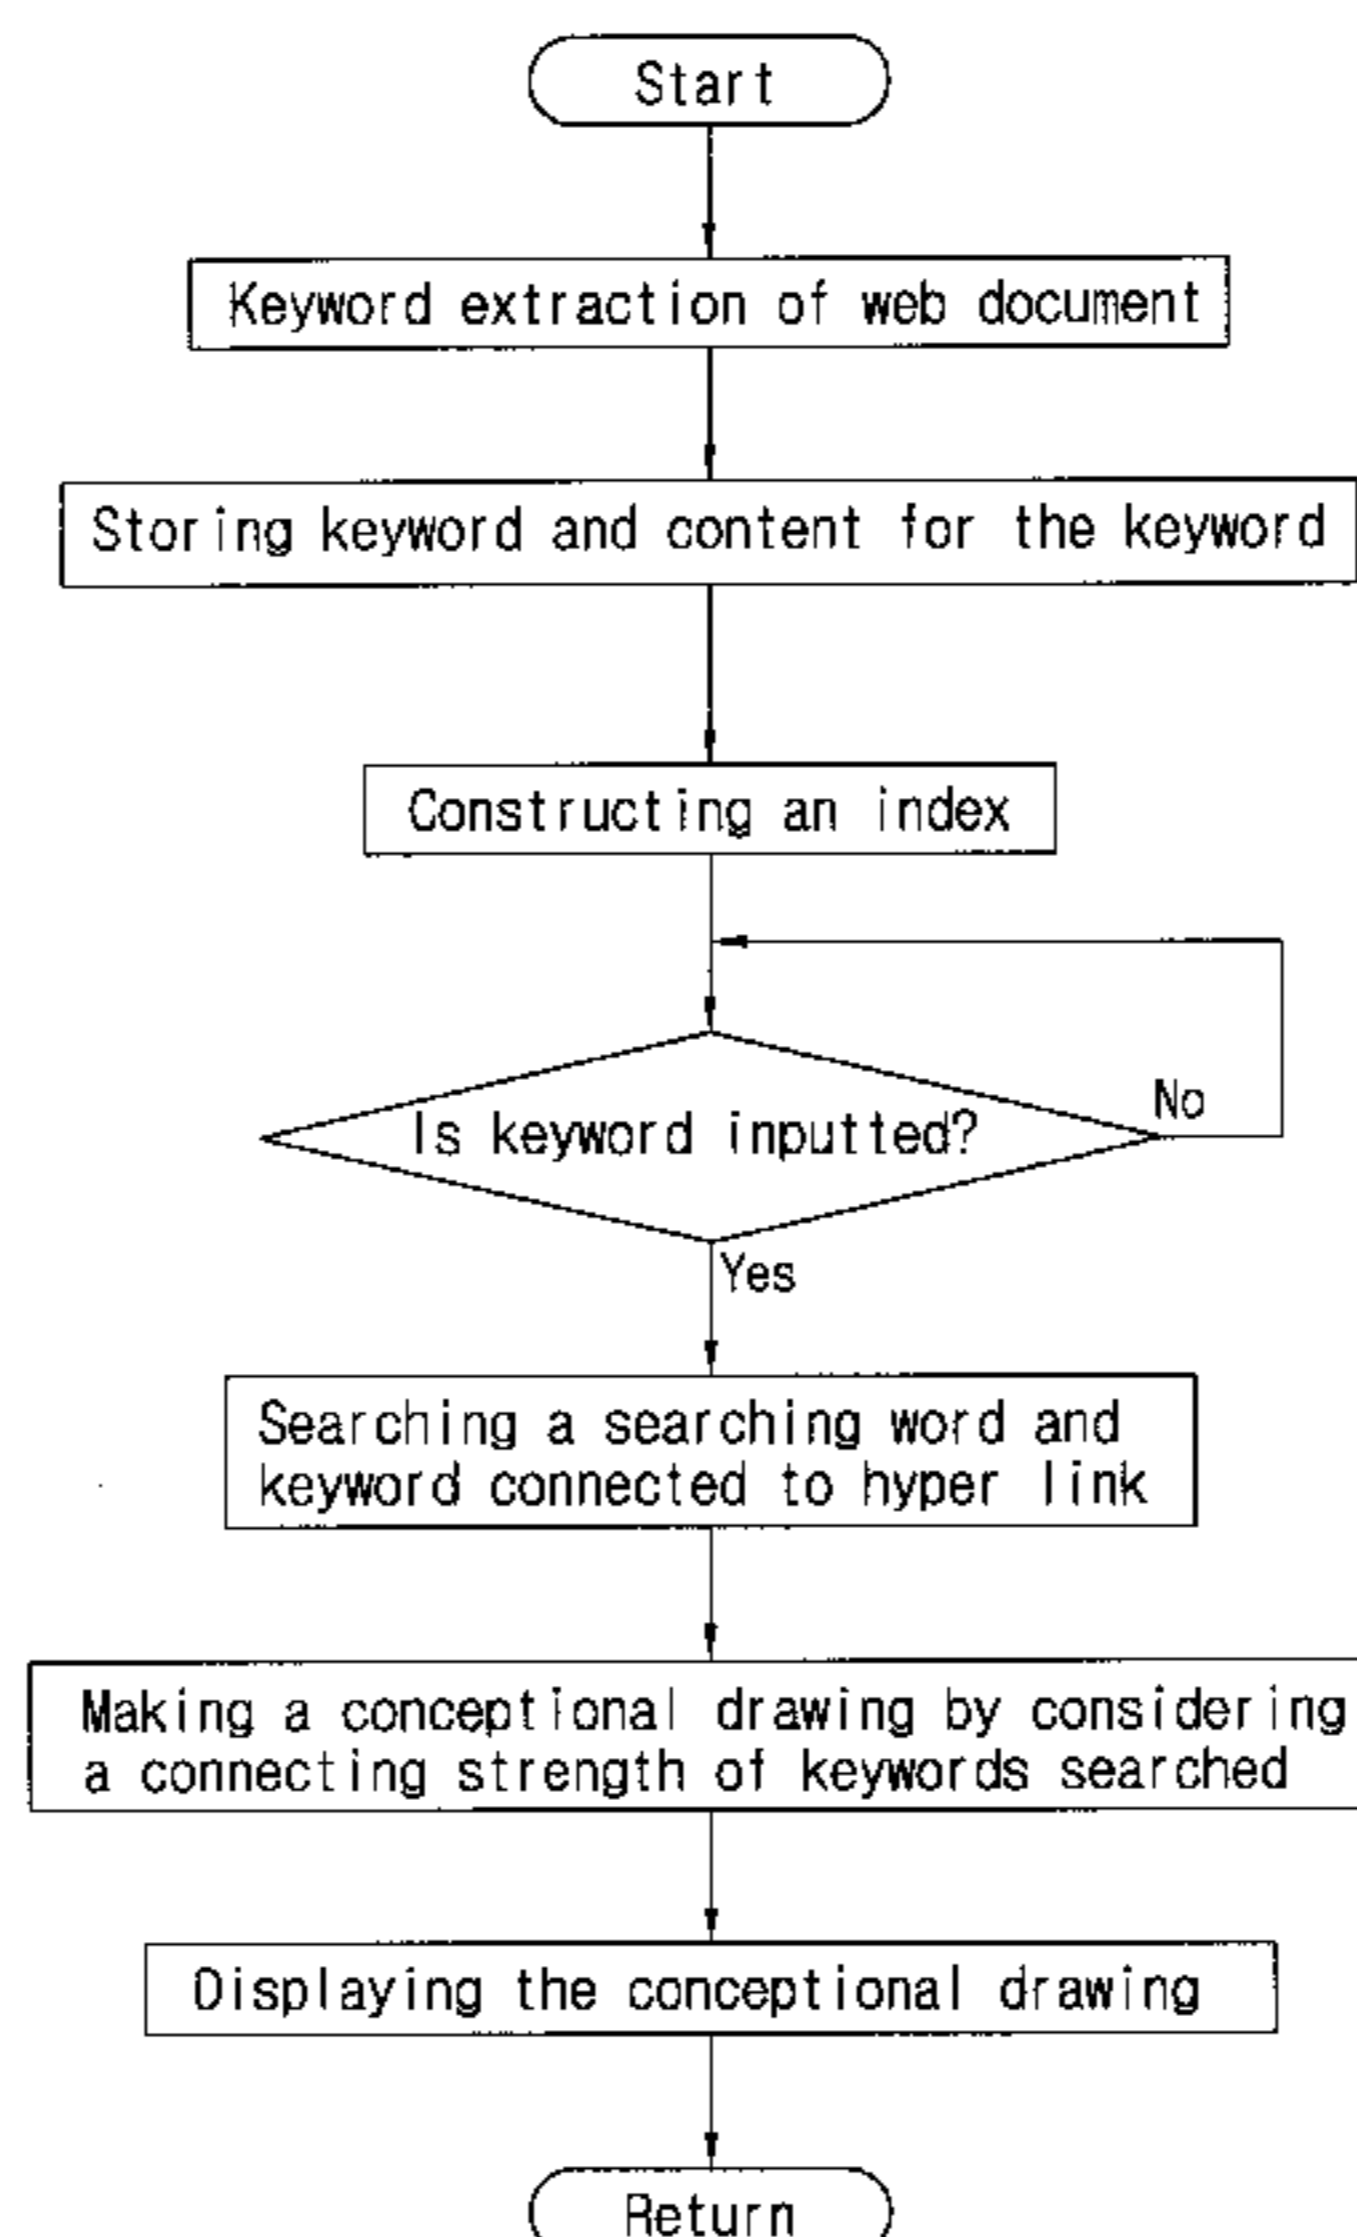 Start
Keyword extraction of web document
Storing keyword and content for the keyword
Constructing an index
Is keyword inputted?
No
Yes
Searching a searching word and
keyword connected to hyper link
Making a conceptional drawing by considering
a connecting strength of keywords searched
Displaying the conceptional drawing
Return